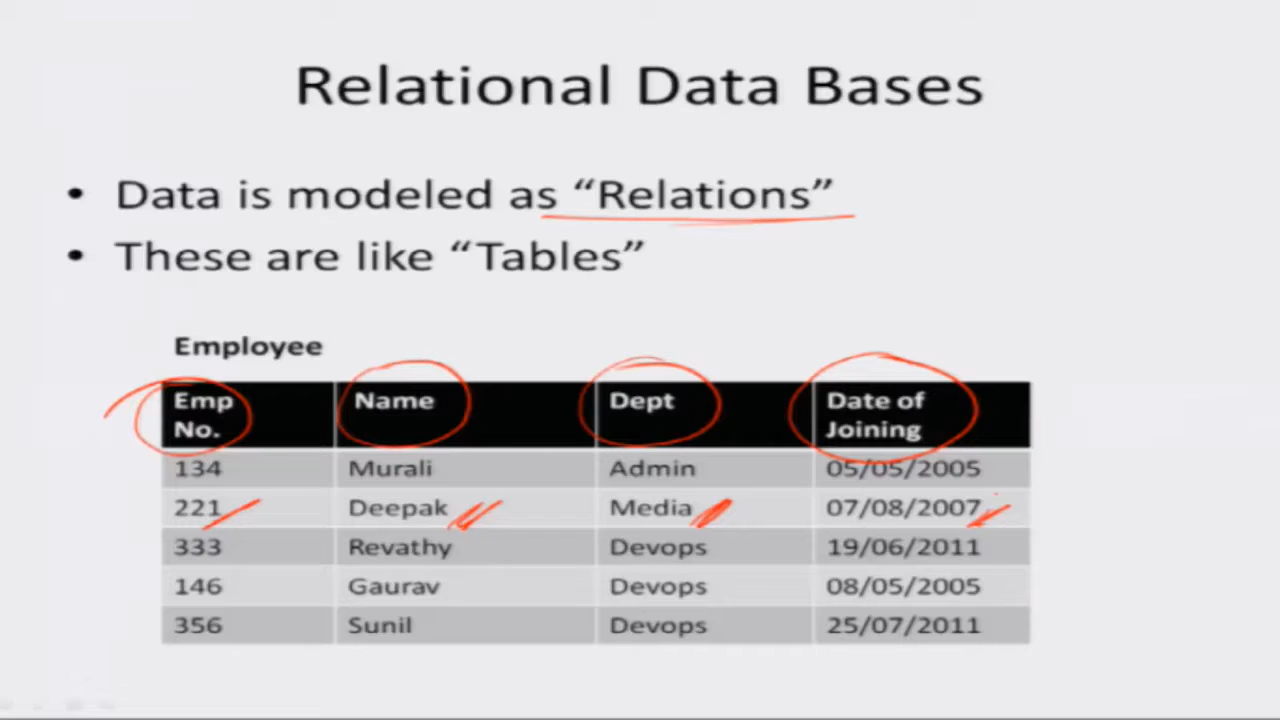 Relational Data Bases
• Data is modeled as “Relations”
• These are like “Tables”
Employee
Emp No. Name Dept Date of Joining
134 Murali Admin 05/05/2005
221 Deepak Media 07/08/2007
333 Revathy Devops 19/06/2011
146 Gaurav Devops 08/05/2005
356 Sunil Devops 25/07/2011